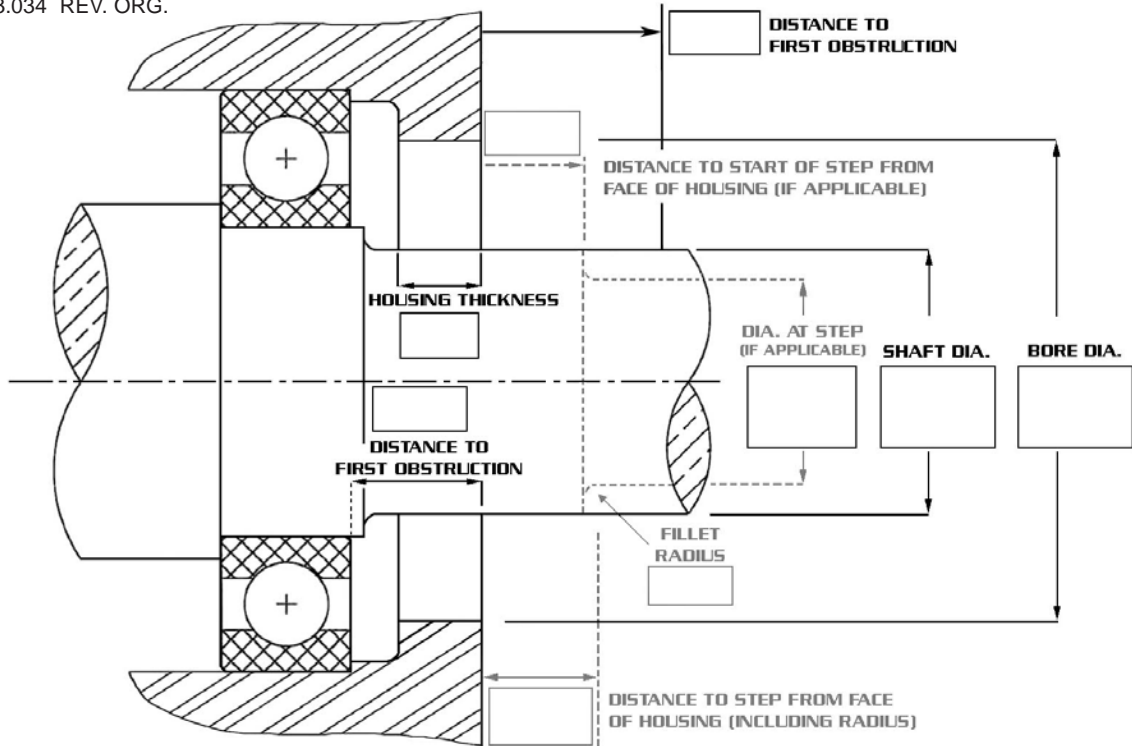 3.034 REV. ORG.
DISTANCE TO
FIRST OBSTRUCTION
DISTANCE TO START OF STEP FROM
FACE OF HOUSING (IF APPLICABLE)
HOUSING THICKNESS
DIA. AT STEP
(IF APPLICABLE)
SHAFT DIA.
BORE DIA.
DISTANCE TO
FIRST OBSTRUCTION
FILLET
RADIUS
DISTANCE TO STEP FROM FACE
OF HOUSING (INCLUDING RADIUS)